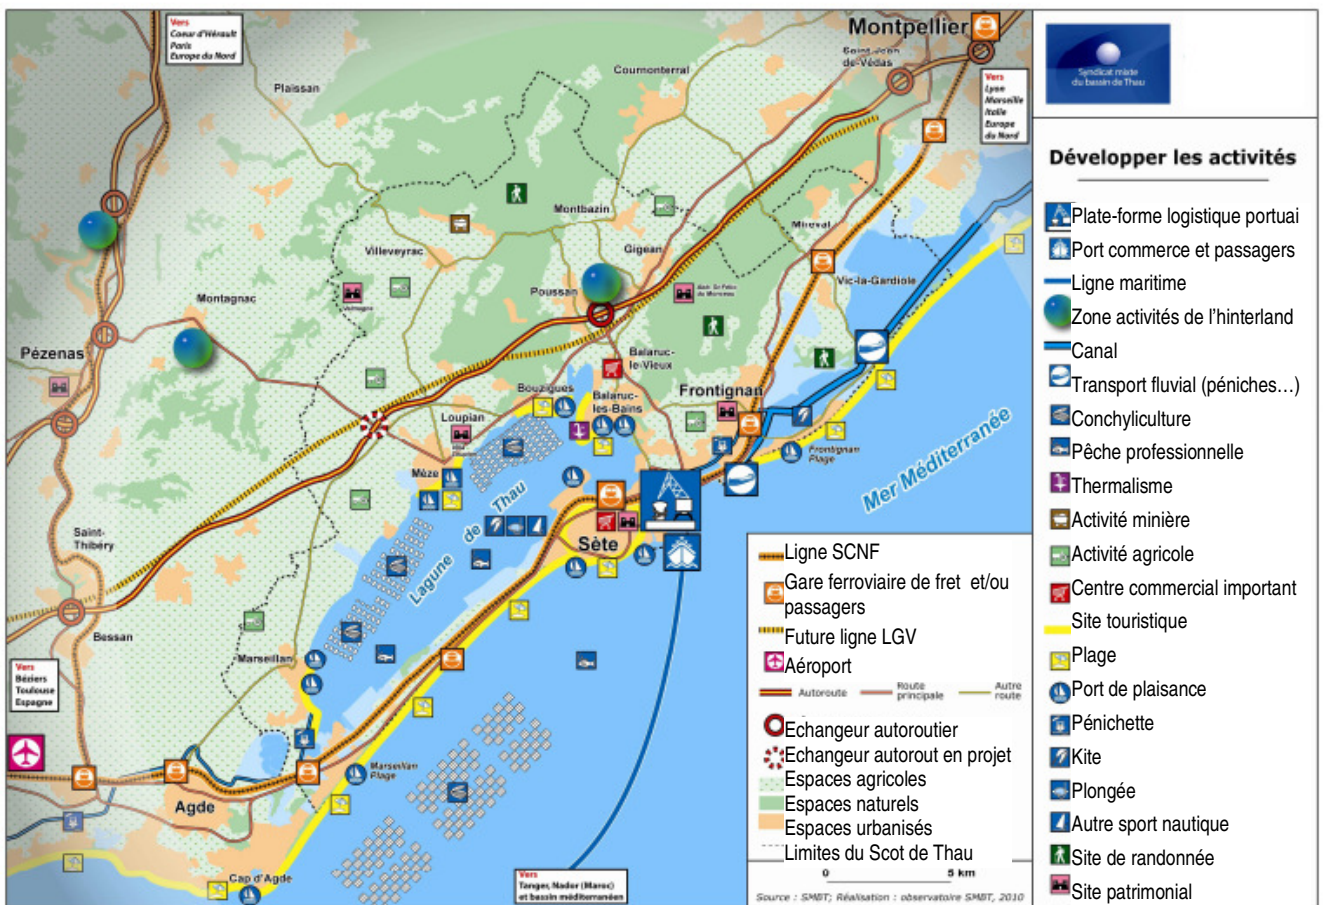 Vers
Coeur d'Hérault
Paris
Europe du Nord
Montpellier
Saint Jean
de-Védas
Cournonterral
Plaissan
Vers
Lyon
Marseille
Italie
Europe
du Nord
Montbazin
Mireval
Villeveyrac
Gigean
Vic-la-Gardiole
Montagnac
Poussan
Pézenas
Balaruc-
le-Vieux
Bouzigues
Balaruc-
les-Bains
Frontignan
Loupian
Frontignan
Plage
Mer Méditerranée
Mèze
Lagune de Thau
Sète
Saint-
Thibéry
Bessan
Marseillan
Vers
Béziers
Toulouse
Espagne
Marseillan
Plage
Agde
Cap d'Agde
Vers
Tanger, Nador (Maroc)
et bassin méditerranéen
Ligne SCNF
Gare ferroviaire de fret et/ou
passagers
Future ligne LGV
Aéroport
Autoroute
Route
principale
Autre
route
Echangeur autoroutier
Echangeur autorout en projet
Espaces agricoles
Espaces naturels
Espaces urbanisés
Limites du Scot de Thau
0 5 km
Source : SMBT; Réalisation : observatoire SMBT, 2010
Syndicat mixte
du bassin de Thau
Développer les activités
Plate-forme logistique portuai
Port commerce et passagers
Ligne maritime
Zone activités de l'hinterland
Canal
Transport fluvial (péniches…)
Conchyliculture
Pêche professionnelle
Thermalisme
Activité minière
Activité agricole
Centre commercial important
Site touristique
Plage
Port de plaisance
Pénichette
Kite
Plongée
Autre sport nautique
Site de randonnée
Site patrimonial